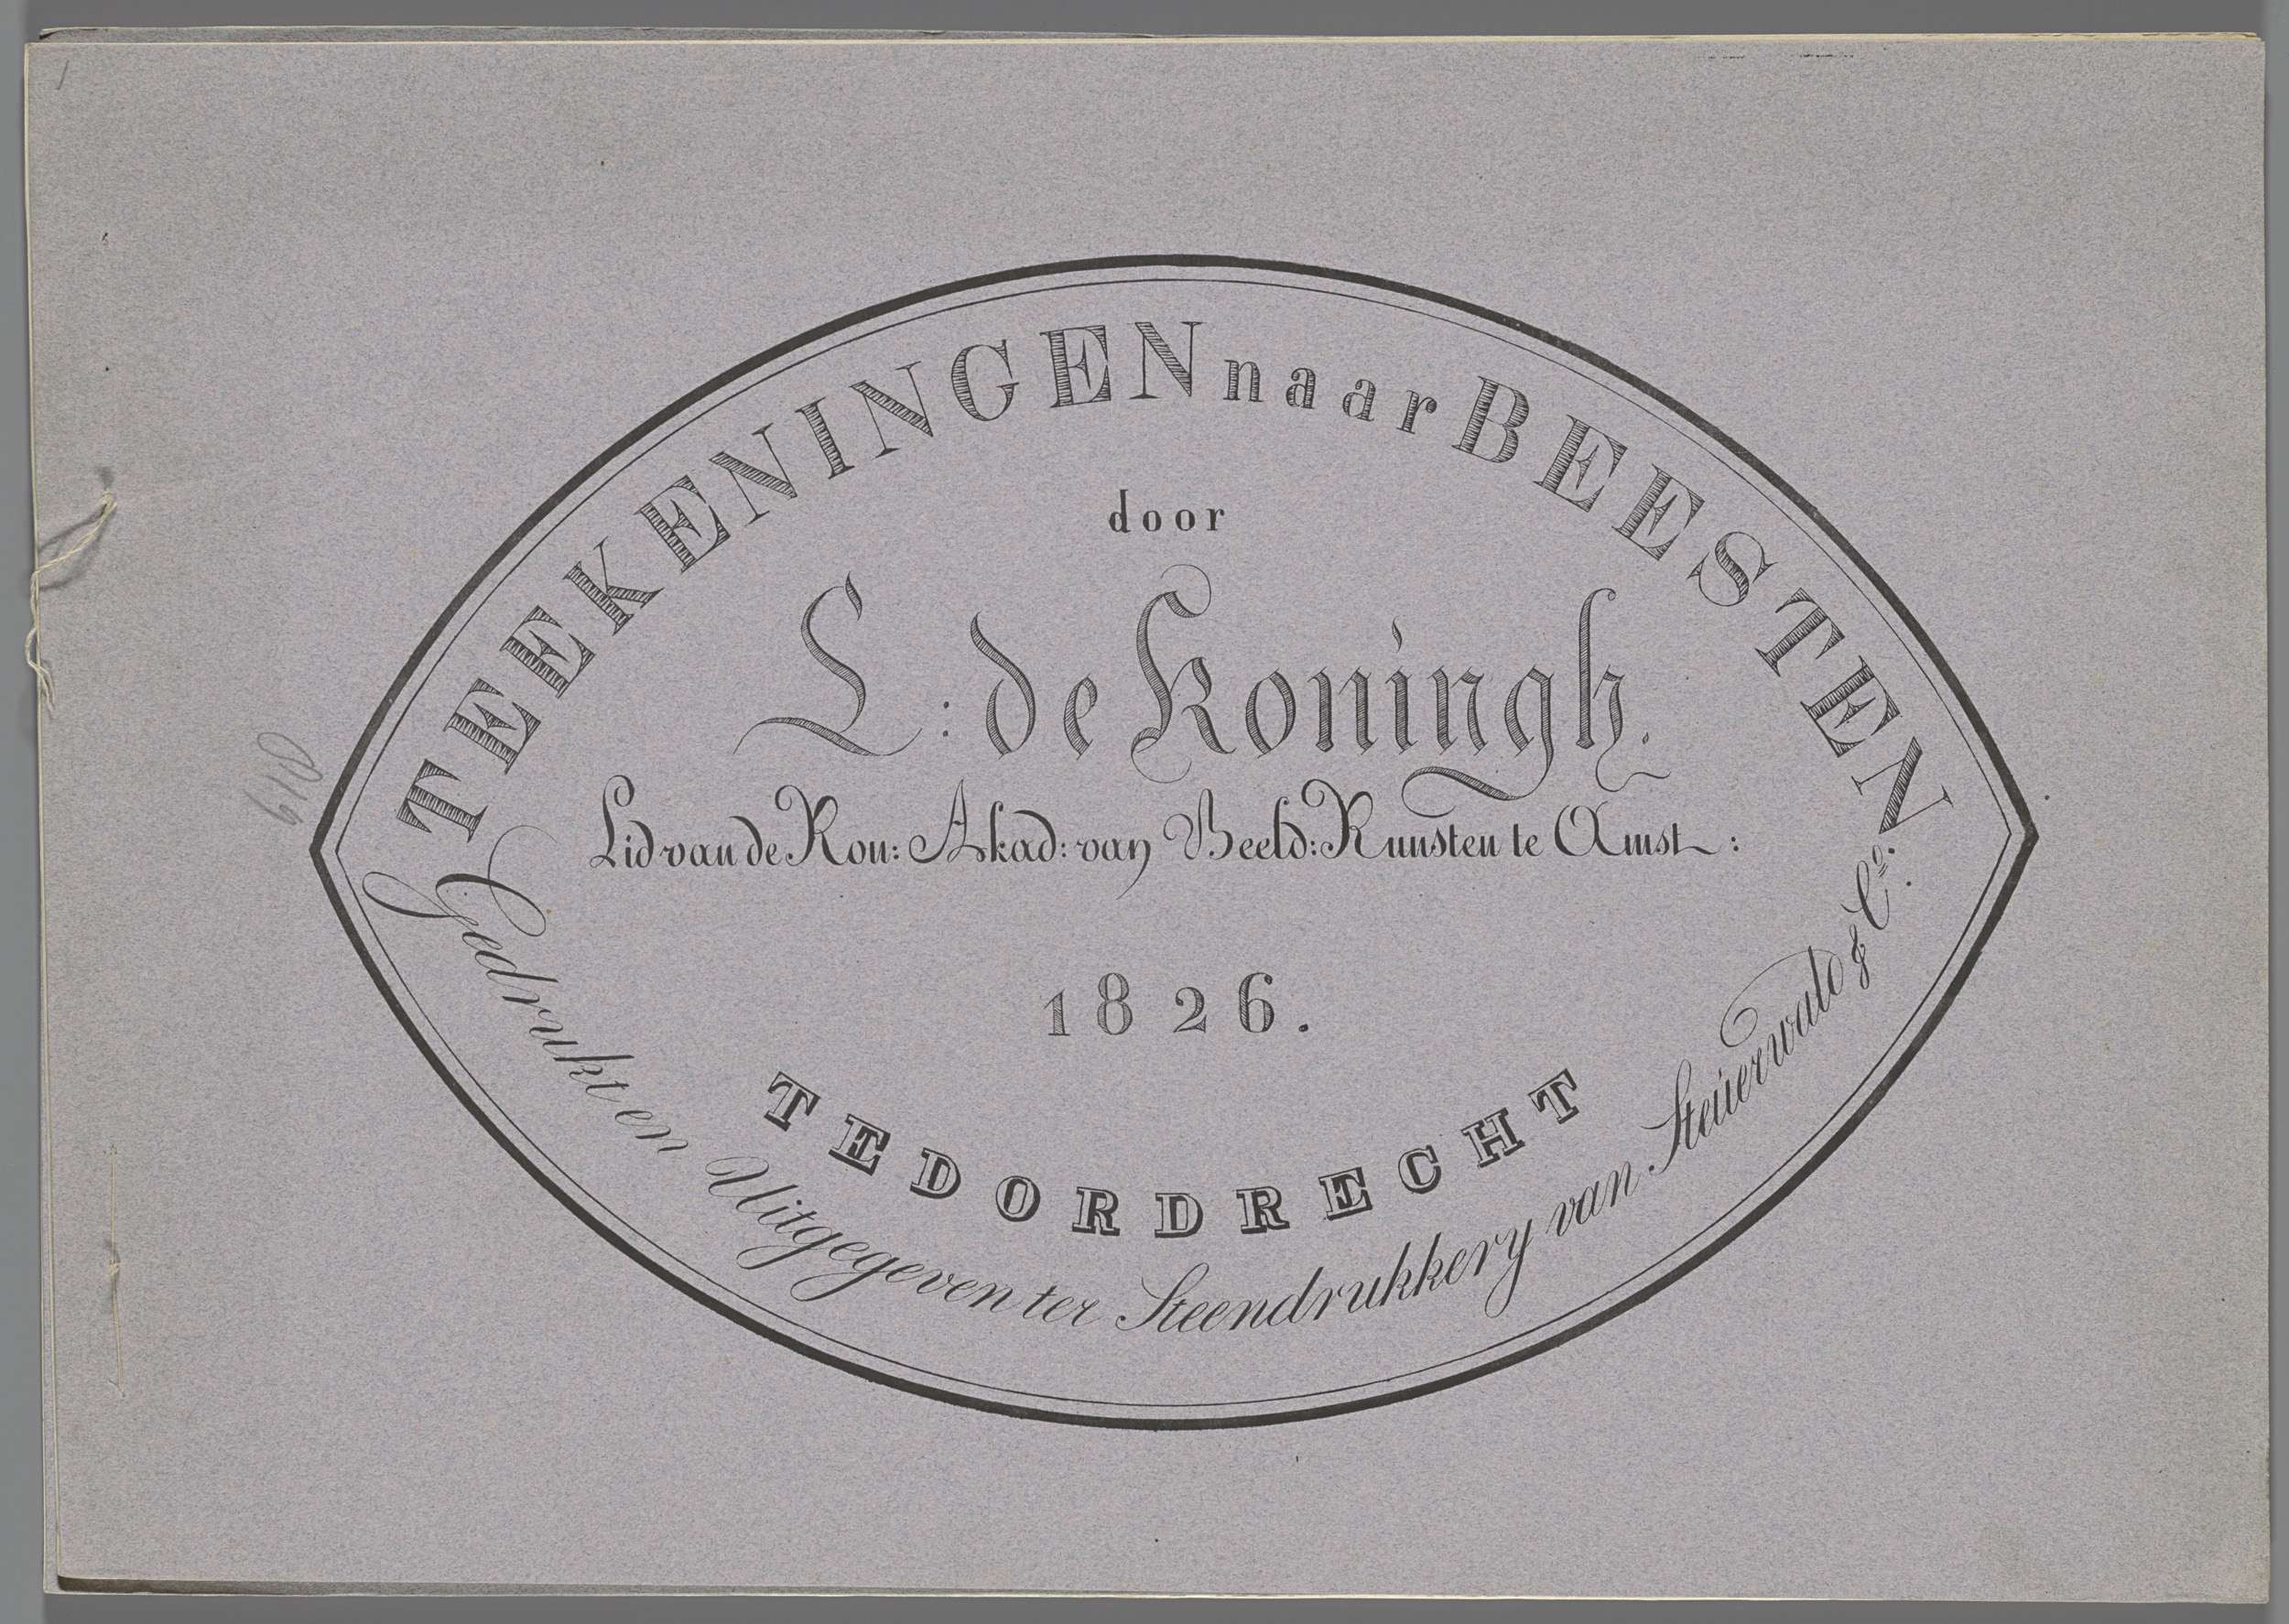 TEEKENINGEN naar BEESTEN
door
L: de Koningh.
Lid van de Kon: Akad: van Beeld: Kunsten te Amst:
1826.
TE DORDRECHT
Gedrukt en Uitgegeven ter Steendrukkery van Steüerwald & Co.